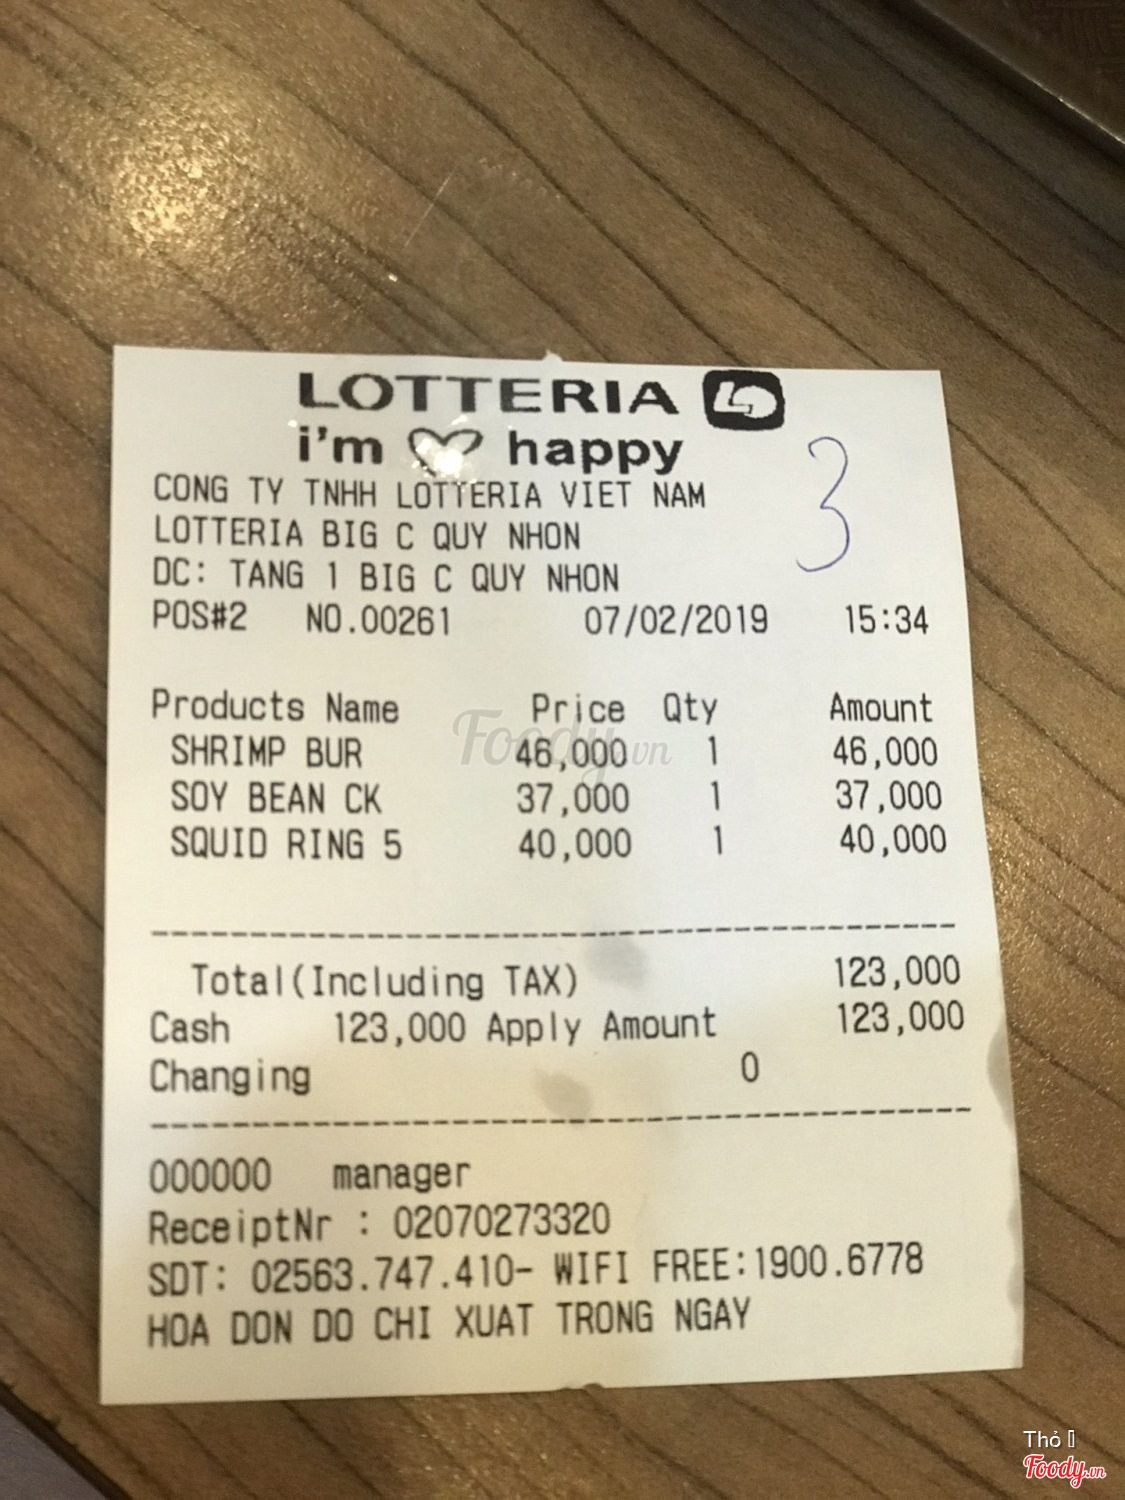 LOTTERIA
i'm happy
3
CONG TY TNHH LOTTERIA VIET NAM
LOTTERIA BIG C QUY NHON
DC: TANG 1 BIG C QUY NHON
POS#2 NO.00261 07/02/2019 15:34
Products Name Price Qty Amount
SHRIMP BUR 46,000 1 46,000
SOY BEAN CK 37,000 1 37,000
SQUID RING 5 40,000 1 40,000
Foody.vn
Total(Including TAX) 123,000
Cash 123,000 Apply Amount 123,000
Changing 0
000000 manager
ReceiptNr : 02070273320
SDT: 02563.747.410- WIFI FREE:1900.6778
HOA DON DO CHI XUAT TRONG NGAY
Thỏ
Foody.vn